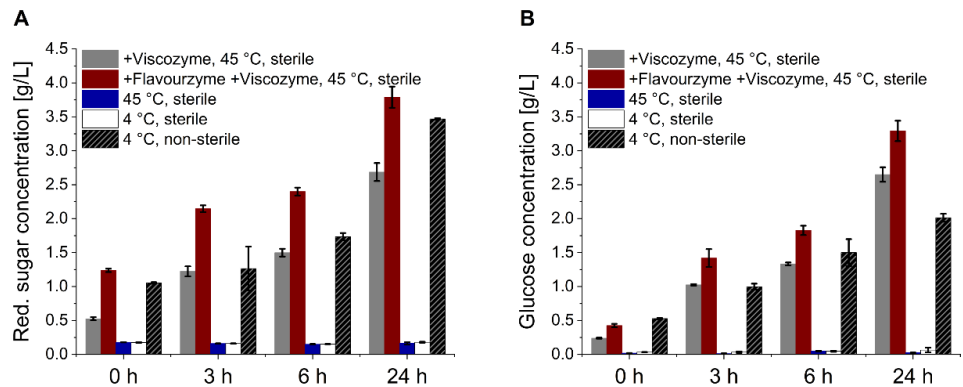 A
Red. sugar concentration [g/L]
4.5
4.0
3.5
3.0
2.5
2.0
1.5
1.0
0.5
0.0
+Viscozyme, 45 °C, sterile
+Flavourzyme +Viscozyme, 45 °C, sterile
45 °C, sterile
4 °C, sterile
4 °C, non-sterile
0 h
3 h
6 h
24 h
B
Glucose concentration [g/L]
4.5
4.0
3.5
3.0
2.5
2.0
1.5
1.0
0.5
0.0
+Viscozyme, 45 °C, sterile
+Flavourzyme +Viscozyme, 45 °C, sterile
45 °C, sterile
4 °C, sterile
4 °C, non-sterile
0 h
3 h
6 h
24 h